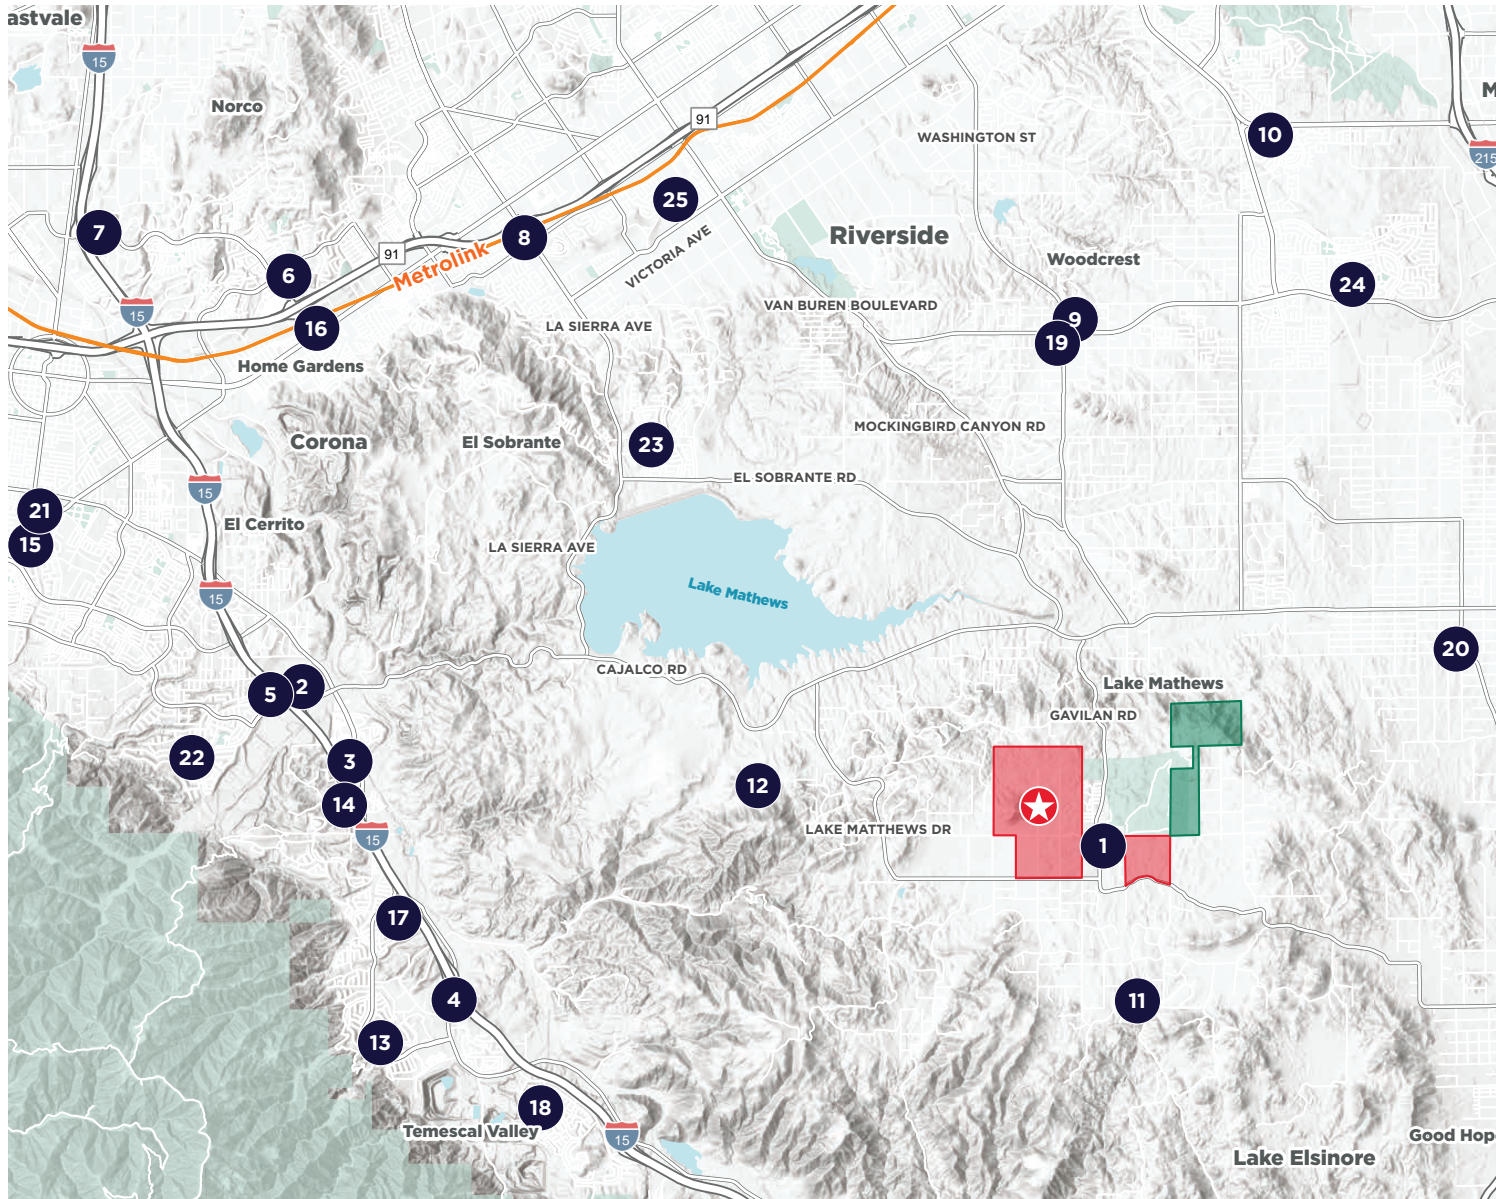 astvale
15
Norco
91
WASHINGTON ST
10
M
215
7
6
91
Metrolink
8
25
VICTORIA AVE
Riverside
Woodcrest
24
15
16
Home Gardens
LA SIERRA AVE
VAN BUREN BOULEVARD
9
19
Corona
El Sobrante
23
MOCKINGBIRD CANYON RD
EL SOBRANTE RD
15
21
El Cerrito
15
LA SIERRA AVE
15
Lake Mathews
CAJALCO RD
20
5
2
Lake Mathews
GAVILAN RD
22
3
14
12
15
LAKE MATTHEWS DR
1
17
4
11
13
18
Temescal Valley
15
Good Hop
Lake Elsinore